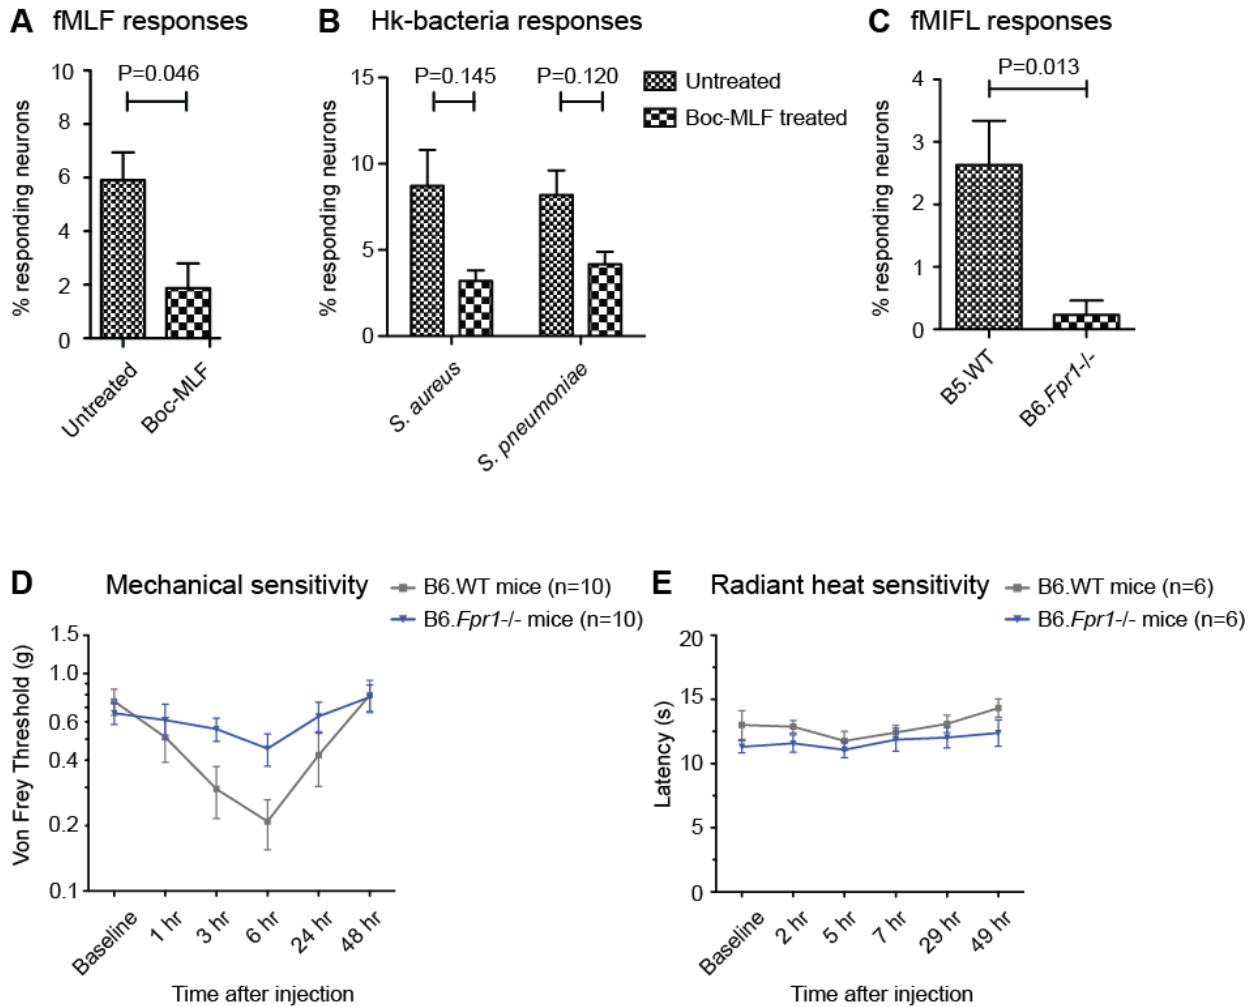 A fMLF responses
10
8
6
4
2
0
% responding neurons
P=0.046
Untreated
Boc-MLF
B Hk-bacteria responses
15
10
5
0
% responding neurons
P=0.145
P=0.120
Untreated
Boc-MLF treated
S. aureus
S. pneumoniae
C fMIFL responses
4
3
2
1
0
% responding neurons
P=0.013
B5.WT
B6.Fpr1-/-
D Mechanical sensitivity
B6.WT mice (n=10)
B6.Fpr1-/- mice (n=10)
1.5
1.0
0.6
0.4
0.2
0.1
Von Frey Threshold (g)
Baseline
1 hr
3 hr
6 hr
24 hr
48 hr
Time after injection
E Radiant heat sensitivity
B6.WT mice (n=6)
B6.Fpr1-/- mice (n=6)
20
15
10
5
0
Latency (s)
Baseline
2 hr
5 hr
7 hr
29 hr
49 hr
Time after injection